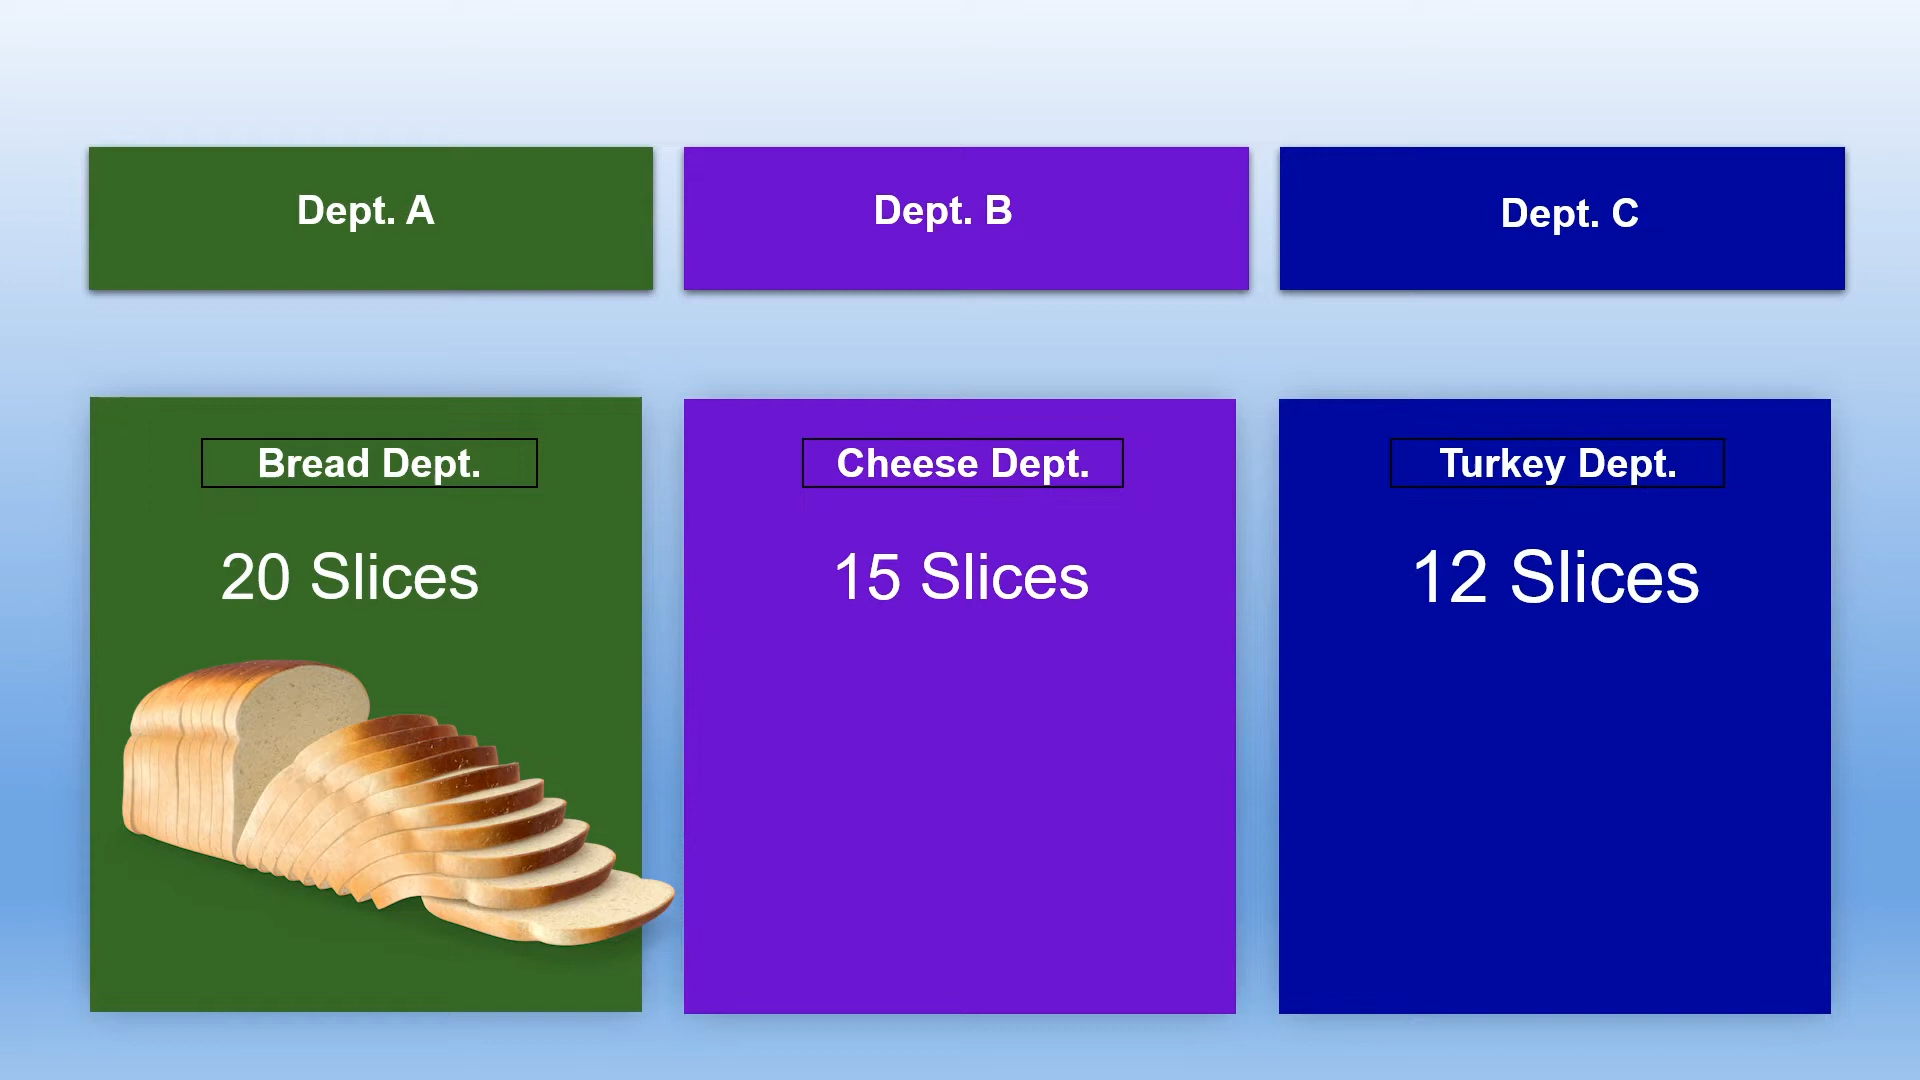 Dept. A
Dept. B
Dept. C
Bread Dept.
Cheese Dept.
Turkey Dept.
20 Slices
15 Slices
12 Slices